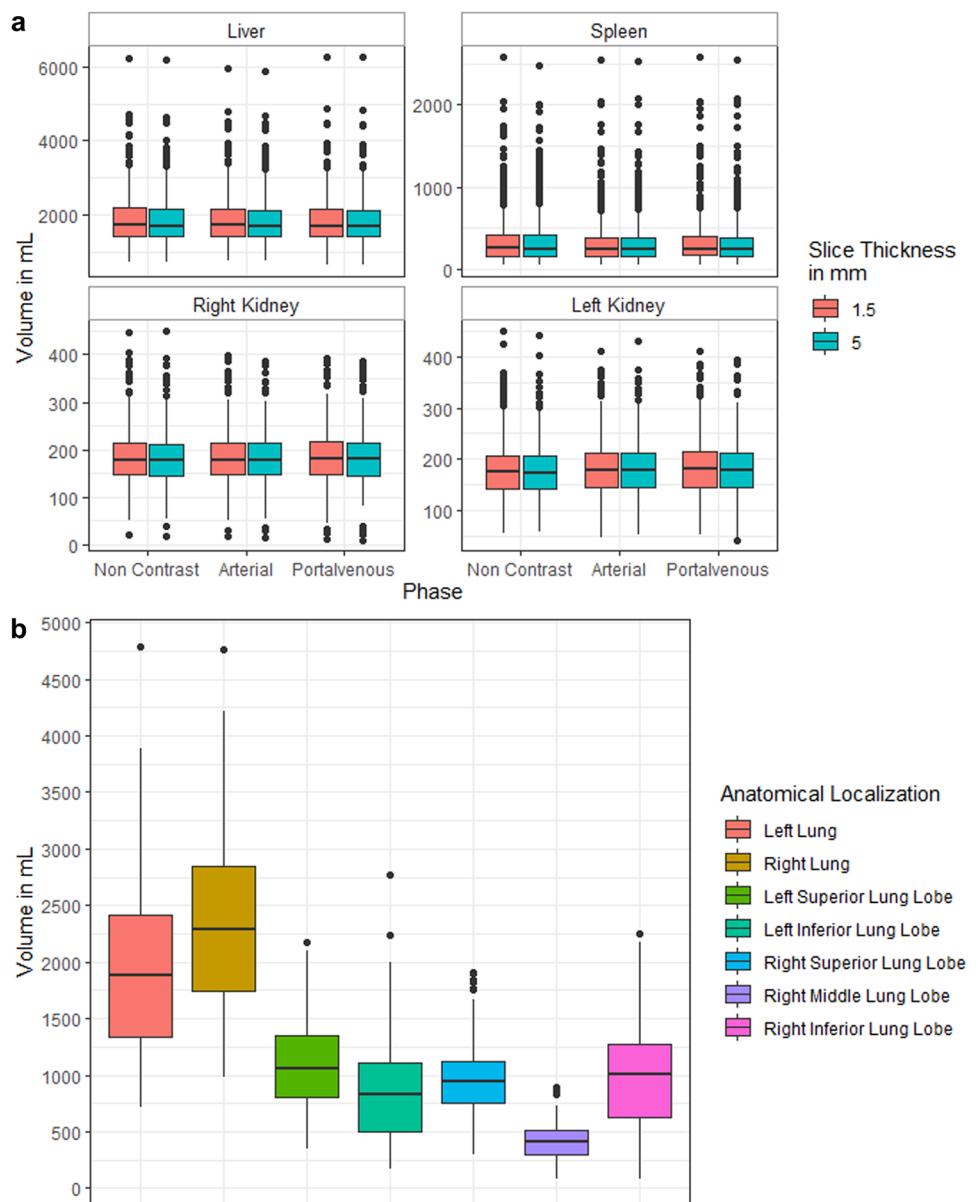 a
Liver
Spleen
6000
4000
2000
2000
1000
0
Right Kidney
Left Kidney
400
300
200
100
0
400
300
200
100
Volume in mL
Non Contrast Arterial Portalvenous
Non Contrast Arterial Portalvenous
Phase
Slice Thickness
in mm
1.5
5
b
5000
4500
4000
3500
3000
2500
2000
1500
1000
500
0
Volume in mL
Anatomical Localization
Left Lung
Right Lung
Left Superior Lung Lobe
Left Inferior Lung Lobe
Right Superior Lung Lobe
Right Middle Lung Lobe
Right Inferior Lung Lobe